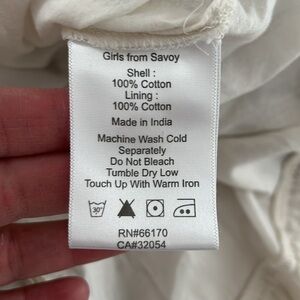 Girls from Savoy
Shell :
100% Cotton
Lining :
100% Cotton
Made in India
Machine Wash Cold
Separately
Do Not Bleach
Tumble Dry Low
Touch Up With Warm Iron
30°
RN#66170
CA#32054